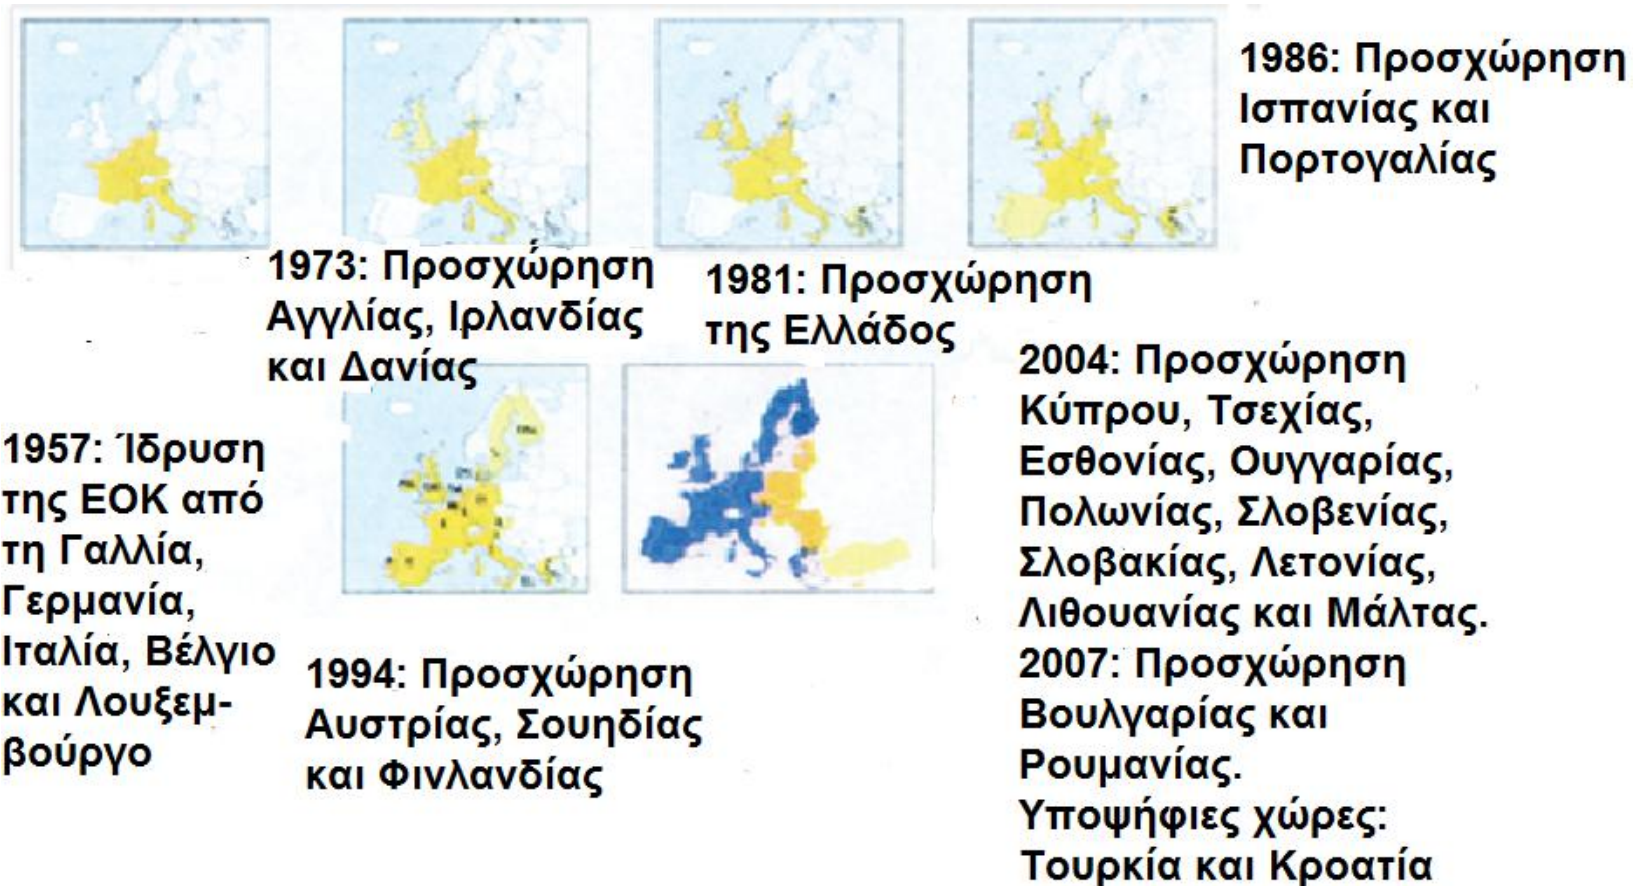 1986: Προσχώρηση
Ισπανίας και
Πορτογαλίας
1973: Προσχώρηση
Αγγλίας, Ιρλανδίας
και Δανίας
1981: Προσχώρηση
της Ελλάδος
1957: Ίδρυση
της ΕΟΚ από
τη Γαλλία,
Γερμανία,
Ιταλία, Βέλγιο
και Λουξεμ-
βούργο
1994: Προσχώρηση
Αυστρίας, Σουηδίας
και Φινλανδίας
2004: Προσχώρηση
Κύπρου, Τσεχίας,
Εσθονίας, Ουγγαρίας,
Πολωνίας, Σλοβενίας,
Σλοβακίας, Λετονίας,
Λιθουανίας και Μάλτας.
2007: Προσχώρηση
Βουλγαρίας και
Ρουμανίας.
Υποψήφιες χώρες:
Τουρκία και Κροατία